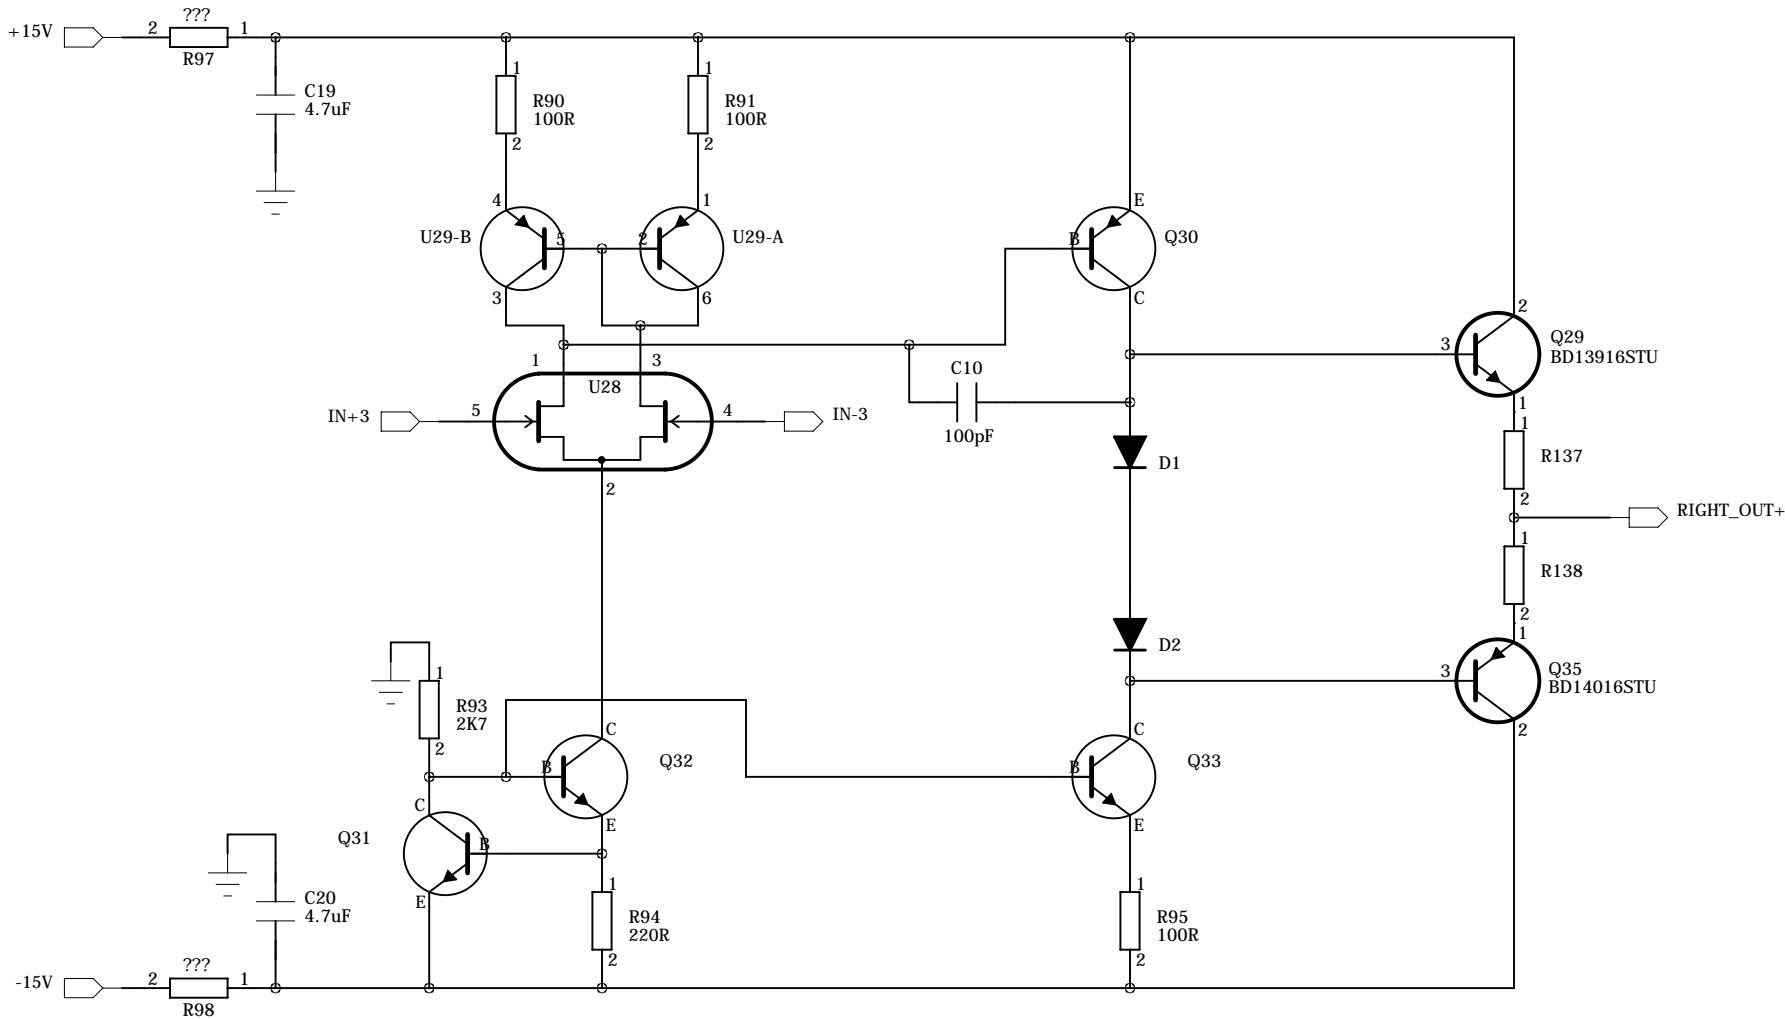 +15V
2
???
1
R97
C19
4.7uF
1
R90
100R
2
1
R91
100R
2
4
U29-B
5
3
1
2
U29-A
6
E
B
Q30
C
2
3
Q29
BD13916STU
1
1
U28
3
IN+3
5
4
IN-3
2
C10
100pF
D1
1
R137
2
RIGHT_OUT+
1
R138
2
D2
1
3
Q35
BD14016STU
2
1
R93
2K7
2
C
B
Q32
E
C
B
Q33
E
C
Q31
B
E
C20
4.7uF
1
R94
220R
2
1
R95
100R
2
-15V
2
???
1
R98